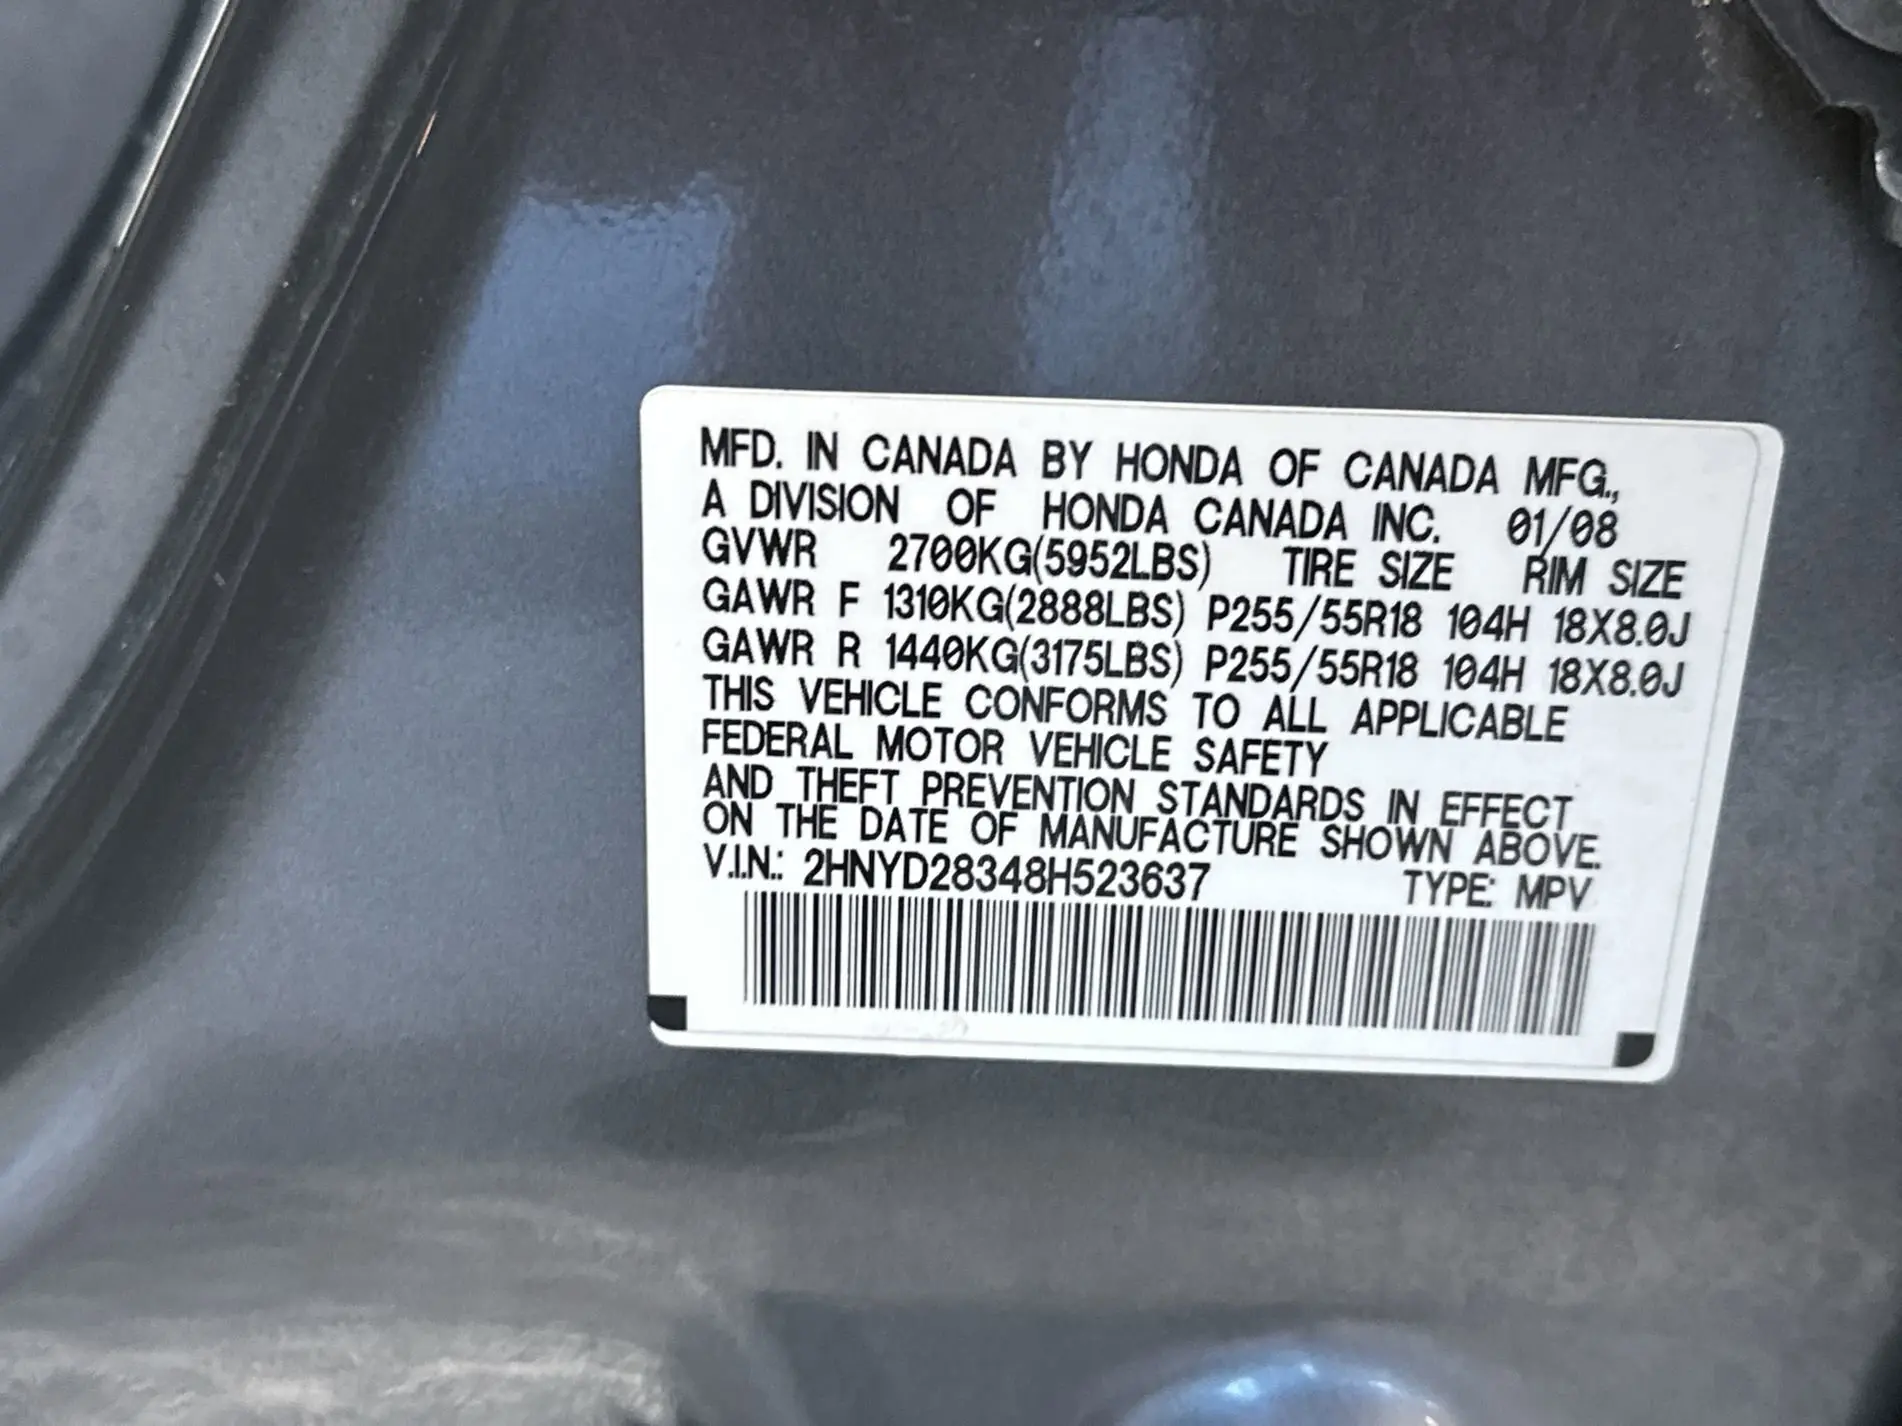 MFD. IN CANADA BY HONDA OF CANADA MFG.,
A DIVISION OF HONDA CANADA INC. 01/08
GVWR 2700KG(5952LBS) TIRE SIZE RIM SIZE
GAWR F 1310KG(2888LBS) P255/55R18 104H 18X8.0J
GAWR R 1440KG(3175LBS) P255/55R18 104H 18X8.0J
THIS VEHICLE CONFORMS TO ALL APPLICABLE
FEDERAL MOTOR VEHICLE SAFETY
AND THEFT PREVENTION STANDARDS IN EFFECT
ON THE DATE OF MANUFACTURE SHOWN ABOVE.
V.I.N.: 2HNYD28348H523637 TYPE: MPV